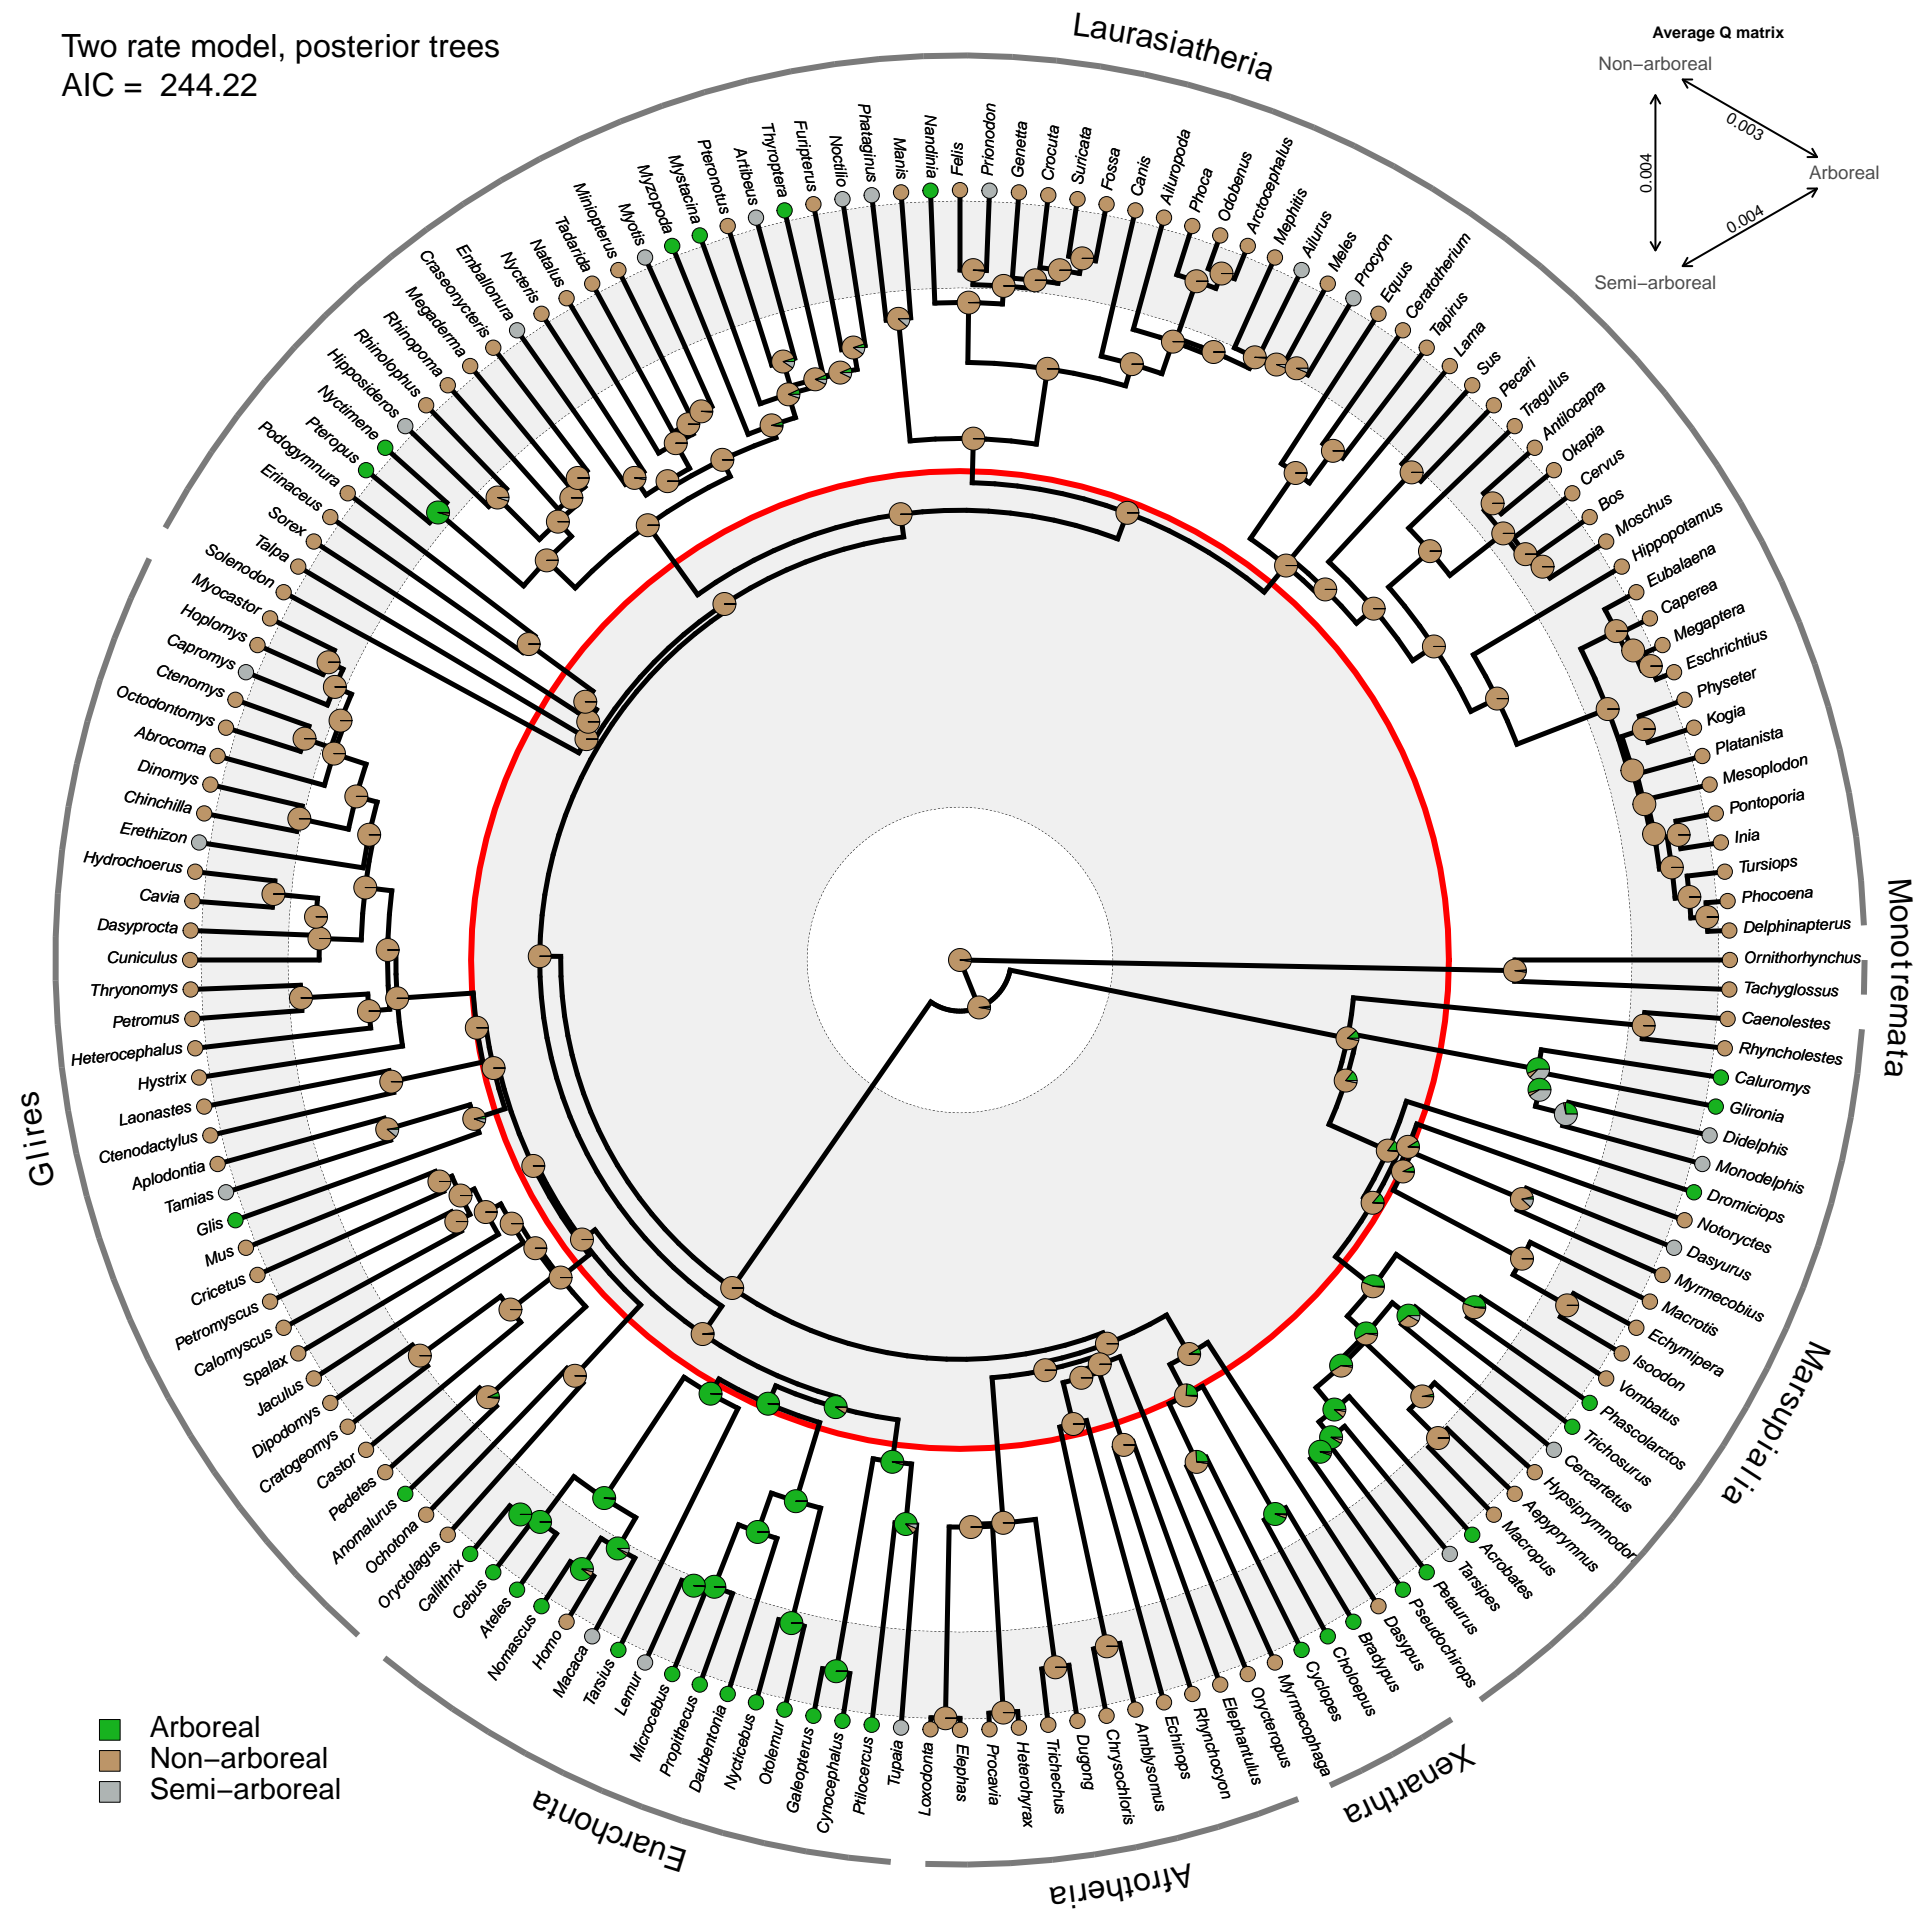 Two rate model, posterior trees
AIC = 244.22
Average Q matrix
Non−arboreal
0.003
0.004
Arboreal
0.004
Semi−arboreal
Laurasiatheria
Monotremata
Marsupialia
Xenarthra
Afrotheria
Euarchonta
Glires
Podogymnura
Pteropus
Nyctimene
Hipposideros
Rhinolophus
Rhinopoma
Megaderma
Craseonycteris
Emballonura
Nycteris
Natalus
Tadarida
Miniopterus
Myotis
Myzopoda
Mystacina
Pteronotus
Artibeus
Thyroptera
Furipterus
Noctilio
Phataginus
Manis
Nandinia
Felis
Prionodon
Genetta
Crocuta
Suricata
Fossa
Canis
Ailuropoda
Phoca
Odobenus
Arctocephalus
Mephitis
Ailurus
Meles
Procyon
Equus
Ceratotherium
Tapirus
Lama
Sus
Pecari
Tragulus
Antilocapra
Okapia
Cervus
Bos
Moschus
Hippopotamus
Eubalaena
Caperea
Megaptera
Eschrichtius
Physeter
Kogia
Platanista
Mesoplodon
Pontoporia
Inia
Tursiops
Phocoena
Delphinapterus
Ornithorhynchus
Tachyglossus
Caenolestes
Rhyncholestes
Caluromys
Glironia
Didelphis
Monodelphis
Dromiciops
Notoryctes
Dasyurus
Myrmecobius
Macrotis
Echymipera
Isoodon
Vombatus
Phascolarctos
Trichosurus
Cercartetus
Hypsiprymnodon
Aepyprymnus
Macropus
Acrobates
Tarsipes
Petaurus
Pseudochirops
Dasypus
Bradypus
Choloepus
Cyclopes
Myrmecophaga
Orycteropus
Elephantulus
Rhynchocyon
Echinops
Amblysomus
Chrysochloris
Dugong
Trichechus
Heterohyrax
Procavia
Elephas
Loxodonta
Tupaia
Ptilocercus
Cynocephalus
Galeopterus
Otolemur
Nycticebus
Daubentonia
Propithecus
Microcebus
Lemur
Tarsius
Macaca
Homo
Nomascus
Ateles
Cebus
Callithrix
Oryctolagus
Ochotona
Anomalurus
Pedetes
Castor
Cratogeomys
Dipodomys
Jaculus
Spalax
Calomyscus
Petromyscus
Cricetus
Mus
Glis
Tamias
Aplodontia
Ctenodactylus
Laonastes
Hystrix
Heterocephalus
Petromus
Thryonomys
Cuniculus
Dasyprocta
Cavia
Hydrochoerus
Erethizon
Chinchilla
Dinomys
Abrocoma
Octodontomys
Ctenomys
Capromys
Hoplomys
Myocastor
Solenodon
Talpa
Sorex
Erinaceus
Arboreal
Non−arboreal
Semi−arboreal